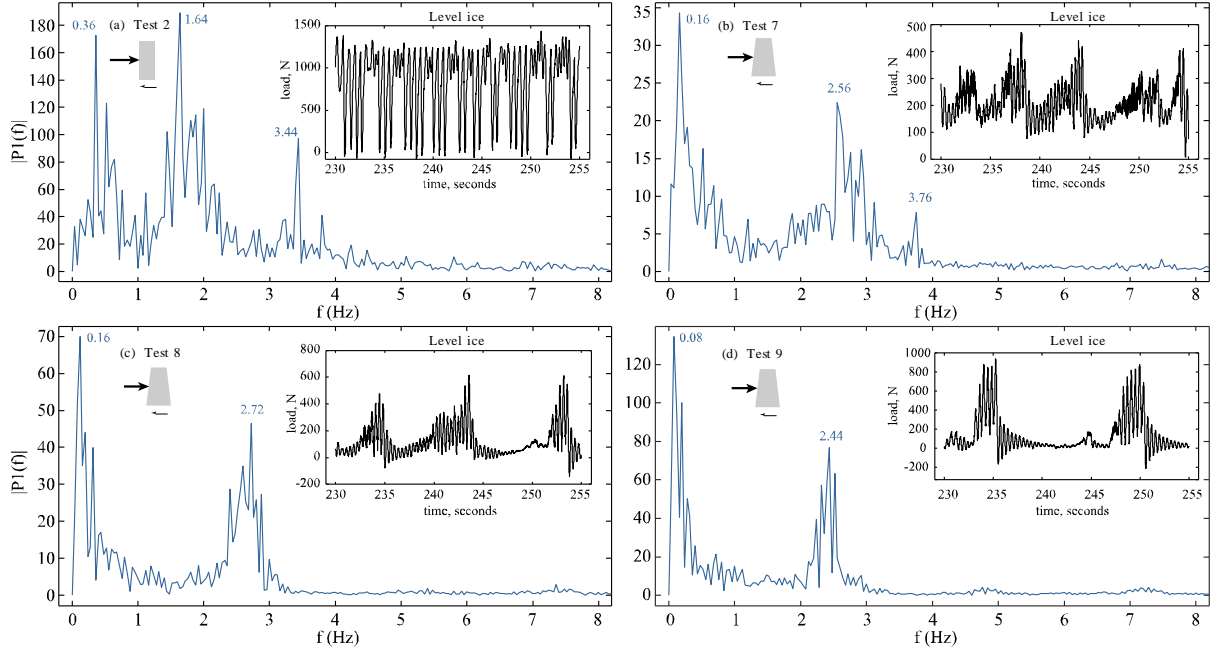 180
160
140
120
100
80
60
40
20
0
|P1(f)|
0.36
(a) Test 2
1.64
3.44
Level ice
1500
1000
500
0
load, N
230 235 240 245 250 255
time, seconds
0 1 2 3 4 5 6 7 8
f (Hz)
35
30
25
20
15
10
5
0
0.16
(b) Test 7
2.56
3.76
Level ice
500
400
300
200
100
0
load, N
230 235 240 245 250 255
time, seconds
0 1 2 3 4 5 6 7 8
f (Hz)
70
60
50
40
30
20
10
0
|P1(f)|
0.16
(c) Test 8
2.72
Level ice
800
600
400
200
0
-200
load, N
230 235 240 245 250 255
time, seconds
0 1 2 3 4 5 6 7 8
f (Hz)
120
100
80
60
40
20
0
0.08
(d) Test 9
2.44
Level ice
1000
800
600
400
200
0
-200
load, N
230 235 240 245 250 255
time, seconds
0 1 2 3 4 5 6 7 8
f (Hz)